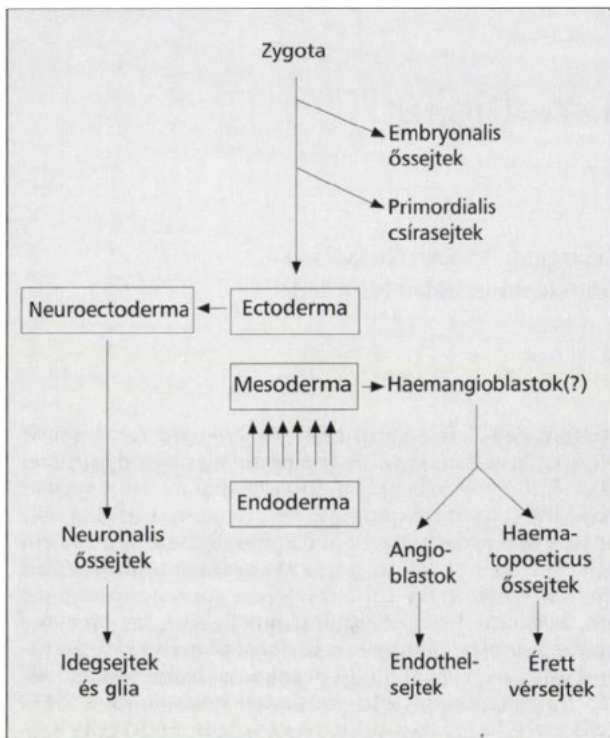 Zygota
Embryonalis
őssejtek
Primordialis
csírasejtek
Neuroectoderma
Ectoderma
Mesoderma
Haemangioblastok(?)
Endoderma
Neuronalis
őssejtek
Angio-
blastok
Haema-
topoeticus
őssejtek
Idegsejtek
és glia
Endothel-
sejtek
Érett
vérsejtek